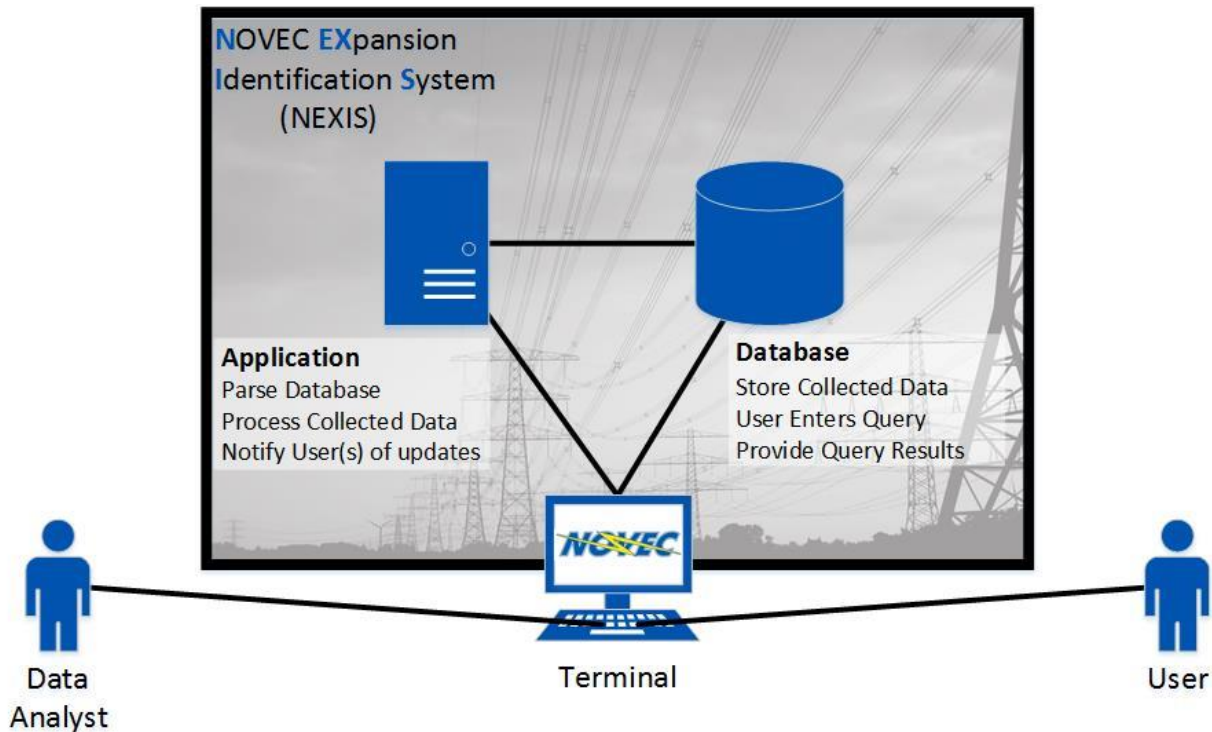 NOVEC EXpansion
Identification System
(NEXIS)
Application
Parse Database
Process Collected Data
Notify User(s) of updates
Database
Store Collected Data
User Enters Query
Provide Query Results
NOVEC
Terminal
Data
Analyst
User